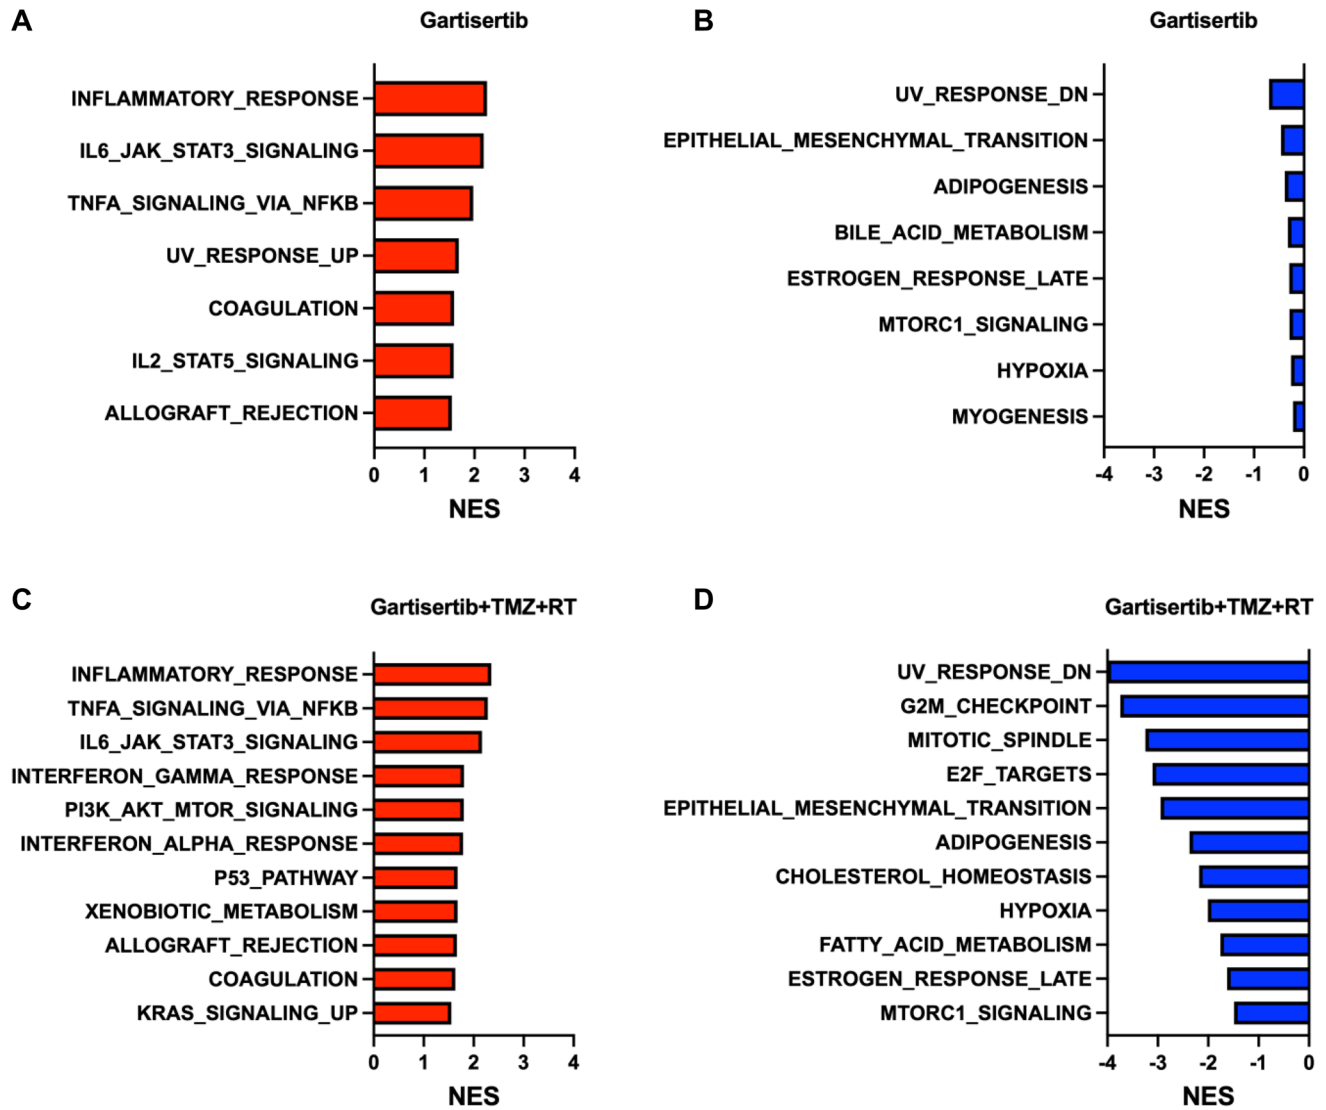 A
Gartisertib
INFLAMMATORY_RESPONSE
IL6_JAK_STAT3_SIGNALING
TNFA_SIGNALING_VIA_NFKB
UV_RESPONSE_UP
COAGULATION
IL2_STAT5_SIGNALING
ALLOGRAFT_REJECTION
0 1 2 3 4
NES
B
Gartisertib
UV_RESPONSE_DN
EPITHELIAL_MESENCHYMAL_TRANSITION
ADIPOGENESIS
BILE_ACID_METABOLISM
ESTROGEN_RESPONSE_LATE
MTORC1_SIGNALING
HYPOXIA
MYOGENESIS
-4 -3 -2 -1 0
NES
C
Gartisertib+TMZ+RT
INFLAMMATORY_RESPONSE
TNFA_SIGNALING_VIA_NFKB
IL6_JAK_STAT3_SIGNALING
INTERFERON_GAMMA_RESPONSE
PI3K_AKT_MTOR_SIGNALING
INTERFERON_ALPHA_RESPONSE
P53_PATHWAY
XENOBIOTIC_METABOLISM
ALLOGRAFT_REJECTION
COAGULATION
KRAS_SIGNALING_UP
0 1 2 3 4
NES
D
Gartisertib+TMZ+RT
UV_RESPONSE_DN
G2M_CHECKPOINT
MITOTIC_SPINDLE
E2F_TARGETS
EPITHELIAL_MESENCHYMAL_TRANSITION
ADIPOGENESIS
CHOLESTEROL_HOMEOSTASIS
HYPOXIA
FATTY_ACID_METABOLISM
ESTROGEN_RESPONSE_LATE
MTORC1_SIGNALING
-4 -3 -2 -1 0
NES